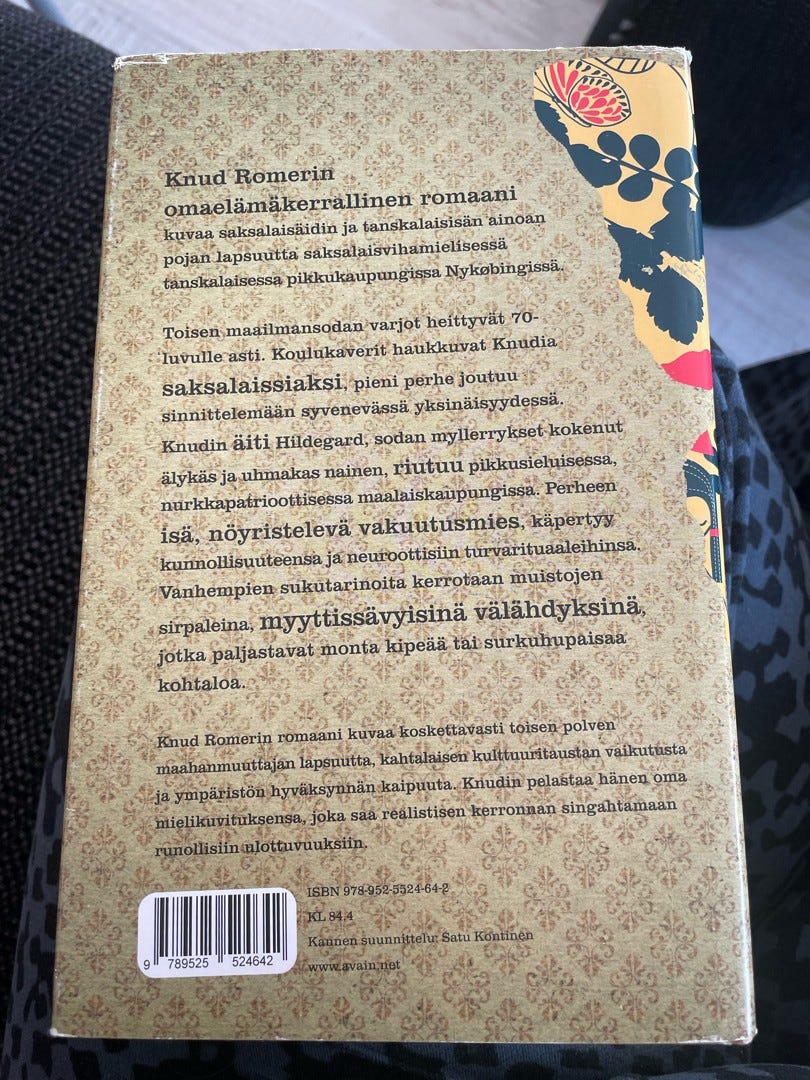 Knud Romerin
omaelämäkerrallinen romaani
kuvaa saksalaisäidin ja tanskalaisisän ainoan
pojan lapsuutta saksalaisvihamielisessä
tanskalaisessa pikkukaupungissa Nykøbingissä.
Toisen maailmansodan varjot heittyvät 70-
luvulle asti. Koulukaverit haukkuvat Knudia
saksalaissiaksi, pieni perhe joutuu
sinnittelemään syvenevässä yksinäisyydessä.
Knudin äiti Hildegard, sodan myllerrykset kokenut
älykäs ja uhmakas nainen, riutuu pikkusieluisessa,
nurkkapatrioottisessa maalaiskaupungissa. Perheen
isä, nöyristelevä vakuutusmies, käpertyy
kunnollisuuteensa ja neuroottisiin turvarituaaleihinsa.
Vanhempien sukutarinoita kerrotaan muistojen
sirpaleina, myyttissävyisinä välähdyksinä,
jotka paljastavat monta kipeää tai surkuhupaisaa
kohtaloa.
Knud Romerin romaani kuvaa koskettavasti toisen polven
maahanmuuttajan lapsuutta, kahtalaisen kulttuuritaustan vaikutusta
ja ympäristön hyväksynnän kaipuuta. Knudin pelastaa hänen oma
mielikuvituksensa, joka saa realistisen kerronnan singahtamaan
runollisiin ulottuvuuksiin.
ISBN 978-952-5524-64-2
KL 84.4
Kannen suunnittelu: Satu Kontinen
www.avain.net
9 789525 524642